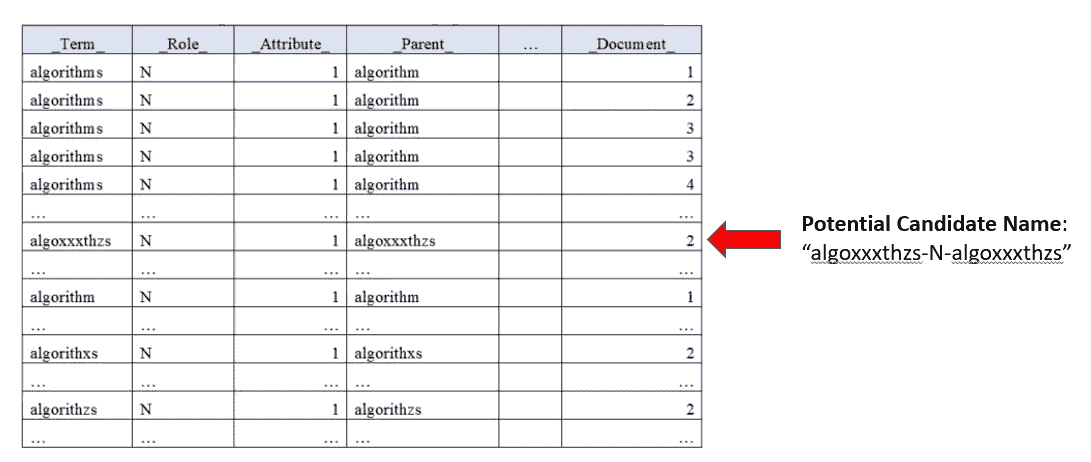 _Term_ _Role_ _Attribute_ _Parent_ ... _Document_
algorithms N 1 algorithm 1
algorithms N 1 algorithm 2
algorithms N 1 algorithm 3
algorithms N 1 algorithm 3
algorithms N 1 algorithm 4
... ... ... ... ...
algoxxxthzs N 1 algoxxxthzs 2
... ... ... ... ...
algorithm N 1 algorithm 1
... ... ... ... ...
algorithxs N 1 algorithxs 2
... ... ... ... ...
algorithzs N 1 algorithzs 2
... ... ... ... ...
Potential Candidate Name:
“algoxxxthzs-N-algoxxxthzs”